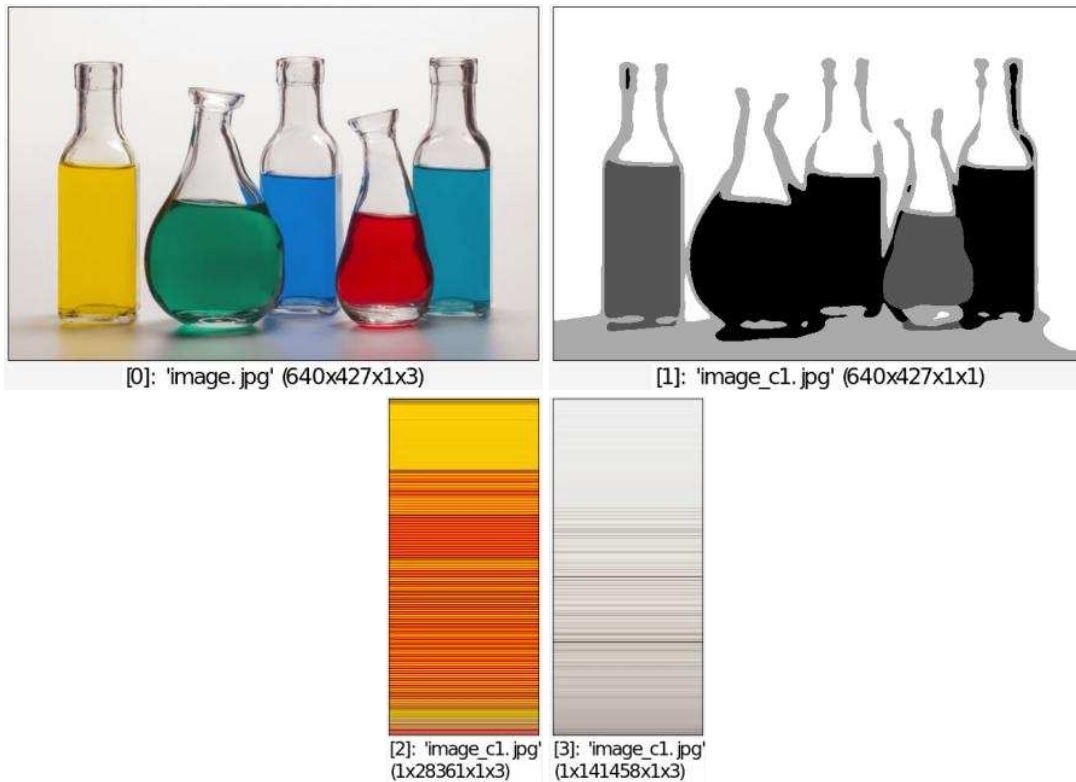 [0]: 'image.jpg' (640x427x1x3)
[1]: 'image_c1.jpg' (640x427x1x1)
[2]: 'image_c1.jpg'
(1x28361x1x3)
[3]: 'image_c1.jpg'
(1x141458x1x3)